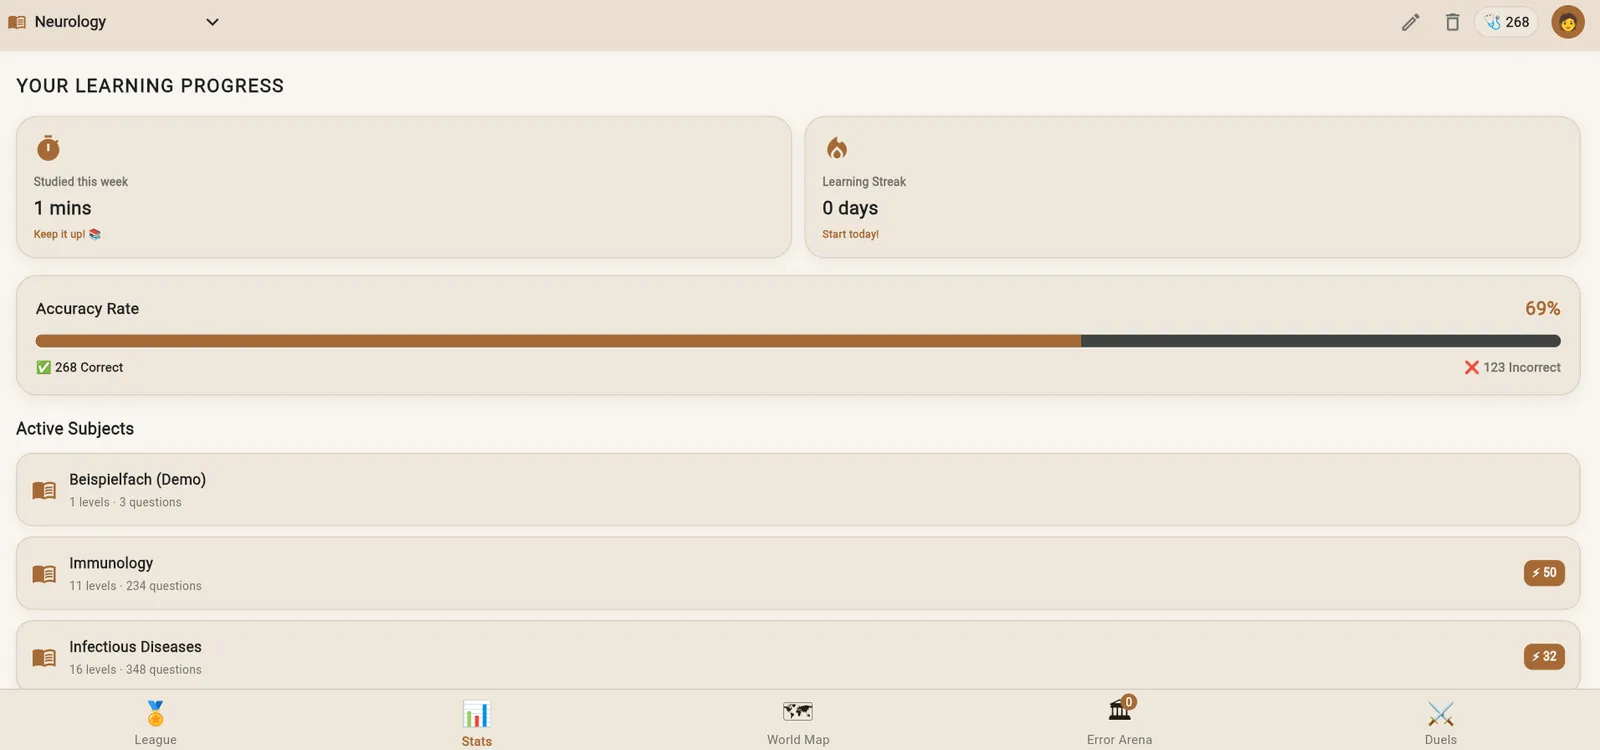 Neurology
268
YOUR LEARNING PROGRESS
Studied this week
1 mins
Keep it up! 📚
Learning Streak
0 days
Start today!
Accuracy Rate
69%
✅ 268 Correct
❌ 123 Incorrect
Active Subjects
Beispielfach (Demo)
1 levels · 3 questions
Immunology
11 levels · 234 questions
⚡ 50
Infectious Diseases
16 levels · 348 questions
⚡ 32
0
League
Stats
World Map
Error Arena
Duels